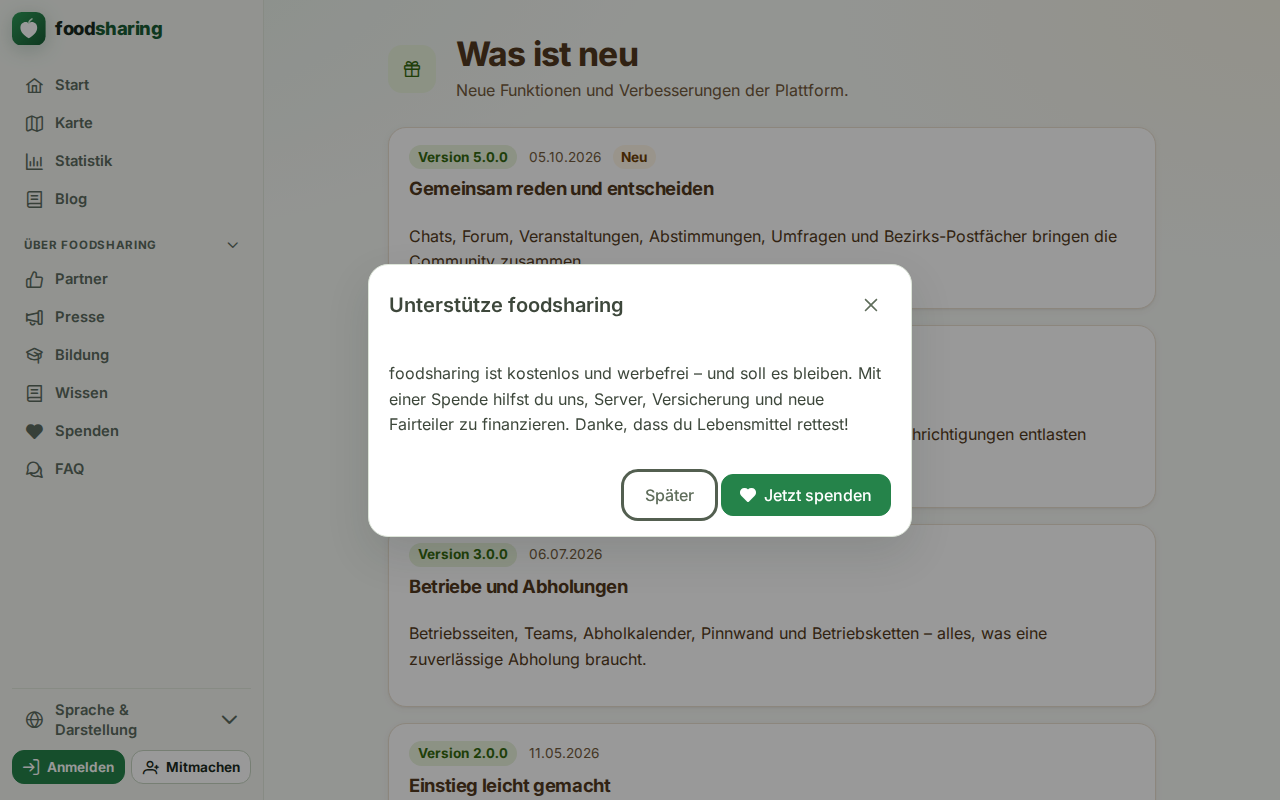 foodsharing
Start
Karte
Statistik
Blog
ÜBER FOODSHARING
Partner
Presse
Bildung
Wissen
Spenden
FAQ
Sprache &
Darstellung
Anmelden
Mitmachen
Was ist neu
Neue Funktionen und Verbesserungen der Plattform.
Version 5.0.0 05.10.2026 Neu
Gemeinsam reden und entscheiden
Chats, Forum, Veranstaltungen, Abstimmungen, Umfragen und Bezirks-Postfächer bringen die
Community zusammen
Unterstütze foodsharing
foodsharing ist kostenlos und werbefrei – und soll es bleiben. Mit
einer Spende hilfst du uns, Server, Versicherung und neue
Fairteiler zu finanzieren. Danke, dass du Lebensmittel rettest!
Später
Jetzt spenden
entlasten
Version 3.0.0 06.07.2026
Betriebe und Abholungen
Betriebsseiten, Teams, Abholkalender, Pinnwand und Betriebsketten – alles, was eine
zuverlässige Abholung braucht.
Version 2.0.0 11.05.2026
Einstieg leicht gemacht